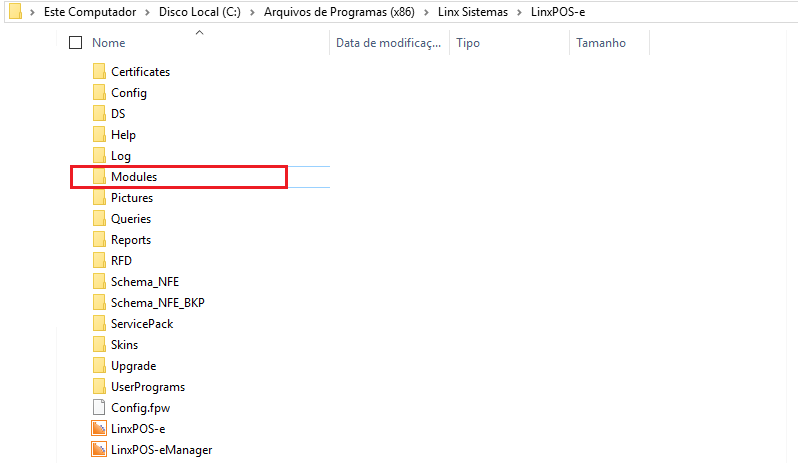 Este Computador > Disco Local (C:) > Arquivos de Programas (x86) > Linx Sistemas > LinxPOS-e
Nome Data de modificaç... Tipo Tamanho
Certificates
Config
DS
Help
Log
Modules
Pictures
Queries
Reports
RFD
Schema_NFE
Schema_NFE_BKP
ServicePack
Skins
Upgrade
UserPrograms
Config.fpw
LinxPOS-e
LinxPOS-eManager